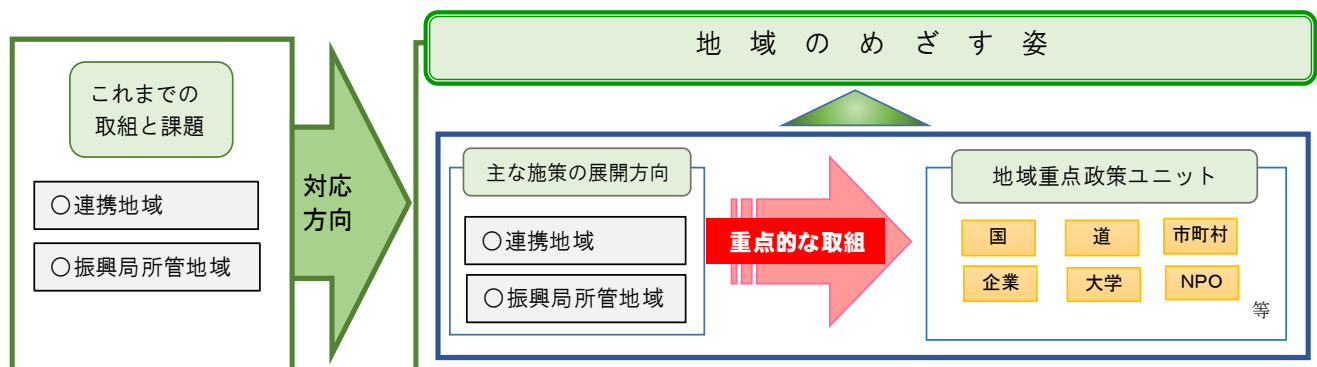 地域のめざす姿
これまでの
取組と課題
〇連携地域
〇振興局所管地域
対応
方向
主な施策の展開方向
〇連携地域
〇振興局所管地域
重点的な取組
地域重点政策ユニット
国
道
市町村
企業
大学
NPO
等